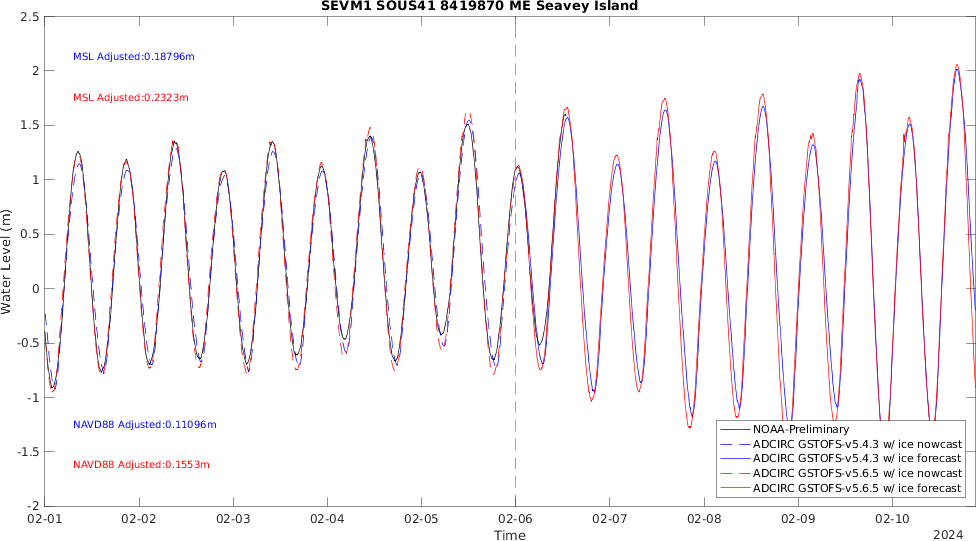 SEVM1 SOUS41 8419870 ME Seavey Island
2.5
2
1.5
1
0.5
0
-0.5
-1
-1.5
-2
Water Level (m)
MSL Adjusted:0.18796m
MSL Adjusted:0.2323m
NAVD88 Adjusted:0.11096m
NAVD88 Adjusted:0.1553m
NOAA-Preliminary
ADCIRC GSTOFS-v5.4.3 w/ ice nowcast
ADCIRC GSTOFS-v5.4.3 w/ ice forecast
ADCIRC GSTOFS-v5.6.5 w/ ice nowcast
ADCIRC GSTOFS-v5.6.5 w/ ice forecast
02-01 02-02 02-03 02-04 02-05 02-06 02-07 02-08 02-09 02-10
Time
2024